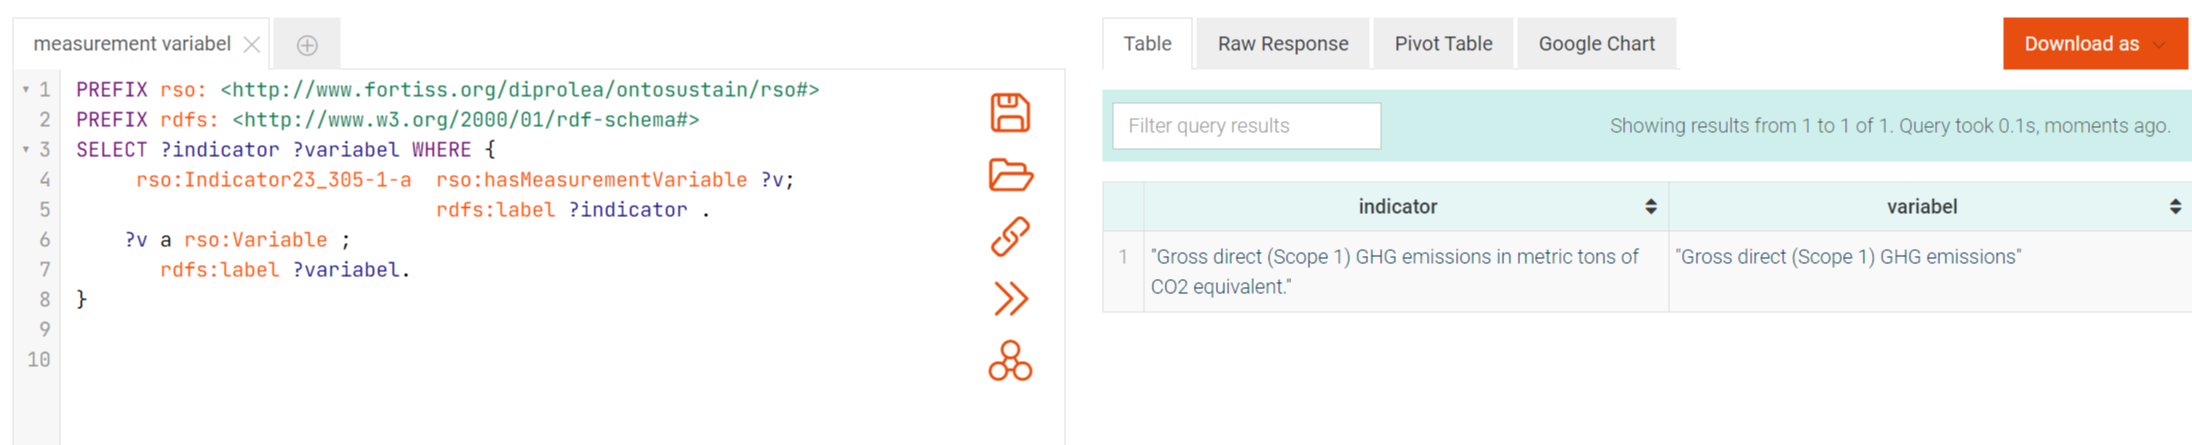 measurement variabel
Table
Raw Response
Pivot Table
Google Chart
Download as
1 PREFIX rso: <http://www.fortiss.org/diprolea/ontosustain/rso#>
2 PREFIX rdfs: <http://www.w3.org/2000/01/rdf-schema#>
3 SELECT ?indicator ?variabel WHERE {
4 rso:Indicator23_305-1-a rso:hasMeasurementVariable ?v;
5 rdfs:label ?indicator .
6 ?v a rso:Variable ;
7 rdfs:label ?variabel.
8 }
9
10
Filter query results
Showing results from 1 to 1 of 1. Query took 0.1s, moments ago.
indicator
variabel
1 "Gross direct (Scope 1) GHG emissions in metric tons of
CO2 equivalent."
"Gross direct (Scope 1) GHG emissions"